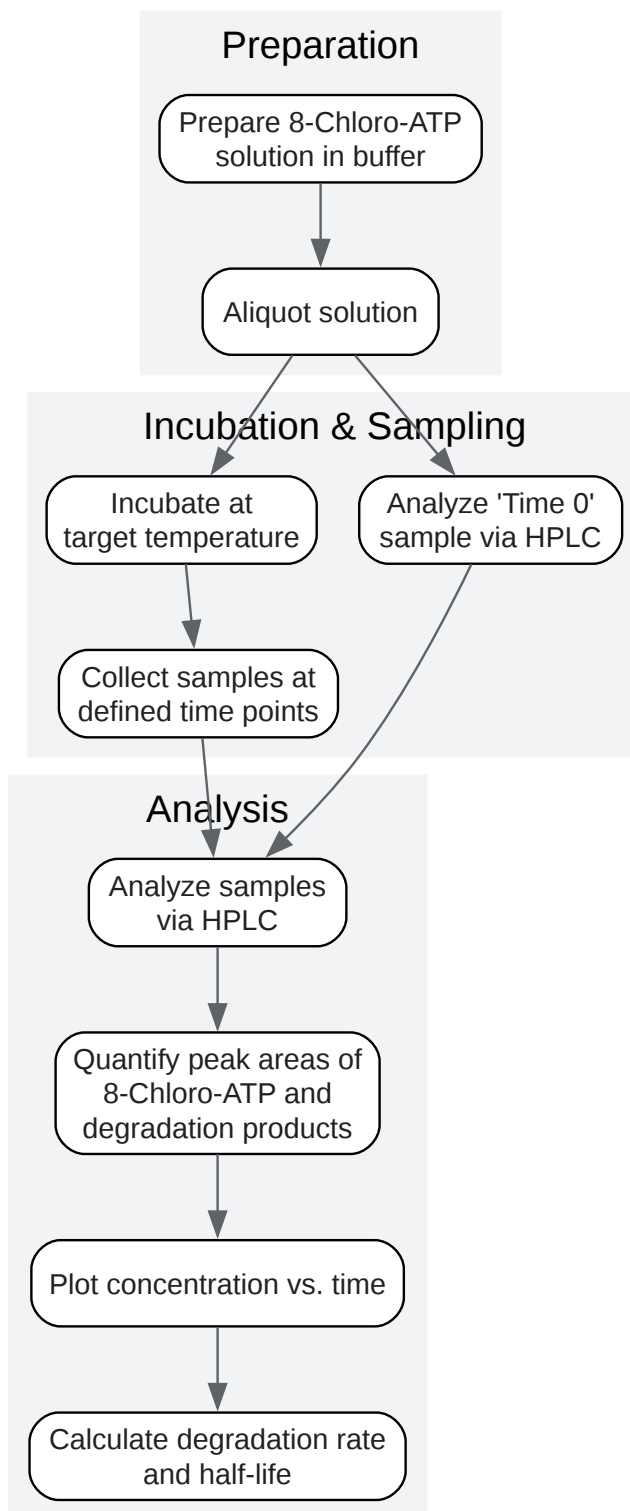 Preparation
Prepare 8-Chloro-ATP
solution in buffer
Aliquot solution
Incubation & Sampling
Incubate at
target temperature
Analyze 'Time 0'
sample via HPLC
Collect samples at
defined time points
Analysis
Analyze samples
via HPLC
Quantify peak areas of
8-Chloro-ATP and
degradation products
Plot concentration vs. time
Calculate degradation rate
and half-life